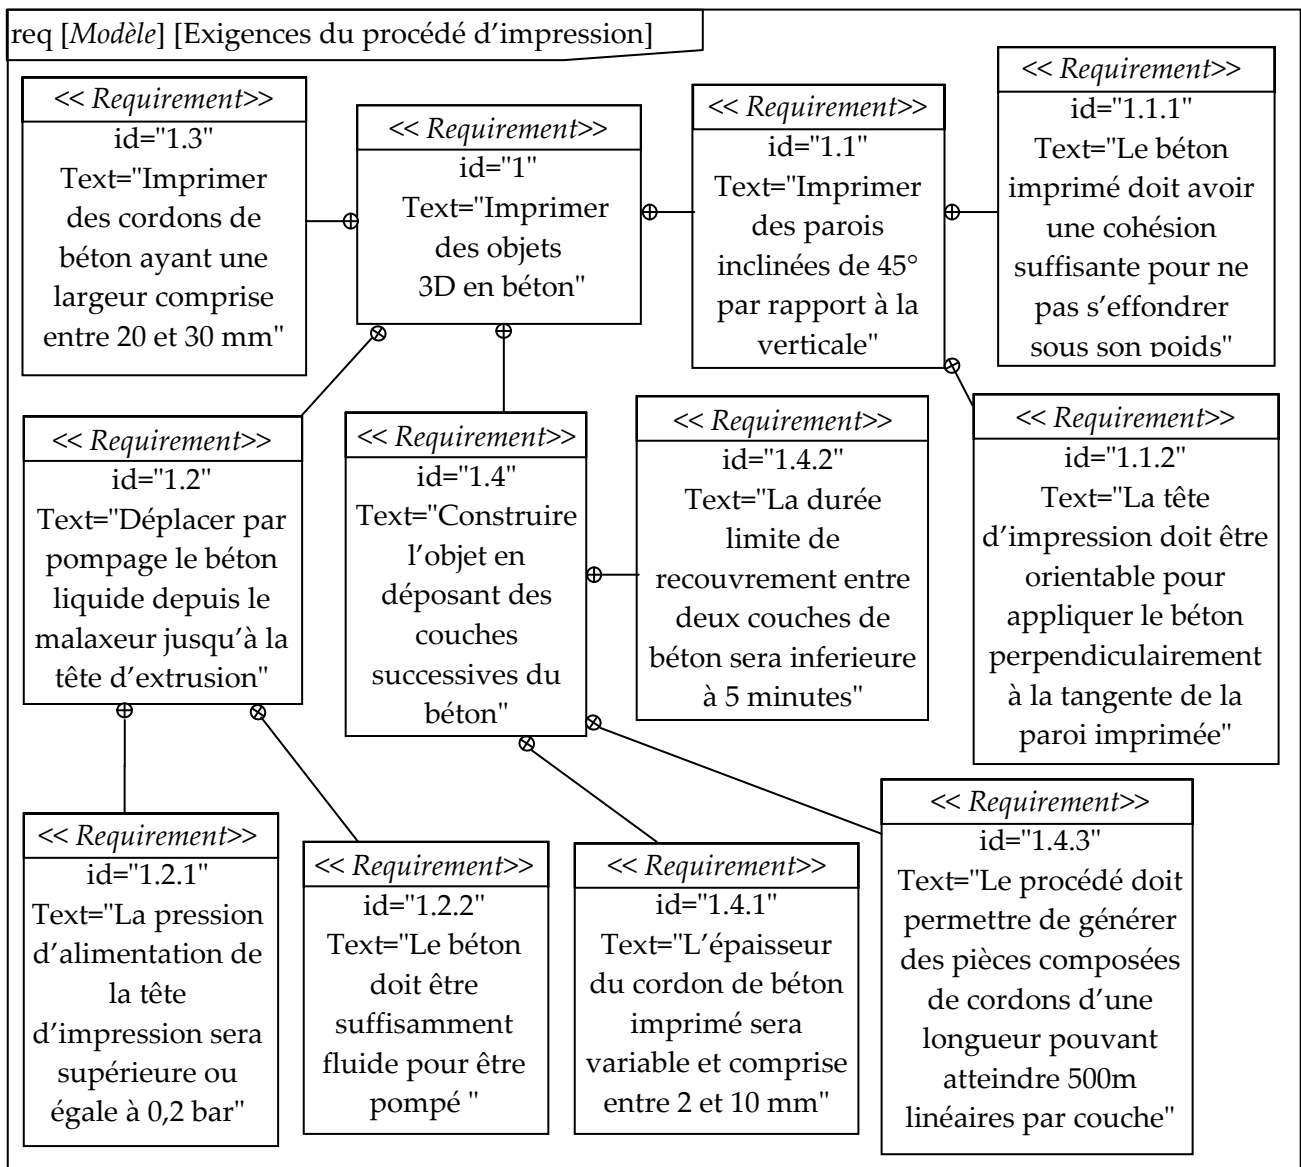 req [Modèle] [Exigences du procédé d’impression]
<< Requirement>>
id="1.3"
Text="Imprimer
des cordons de
béton ayant une
largeur comprise
entre 20 et 30 mm"
<< Requirement>>
id="1"
Text="Imprimer
des objets
3D en béton"
<< Requirement>>
id="1.1"
Text="Imprimer
des parois
inclinées de 45°
par rapport à la
verticale"
<< Requirement>>
id="1.1.1"
Text="Le béton
imprimé doit avoir
une cohésion
suffisante pour ne
pas s’effondrer
sous son poids"
<< Requirement>>
id="1.2"
Text="Déplacer par
pompage le béton
liquide depuis le
malaxeur jusqu’à la
tête d’extrusion"
<< Requirement>>
id="1.4"
Text="Construire
l’objet en
déposant des
couches
successives du
béton"
<< Requirement>>
id="1.4.2"
Text="La durée
limite de
recouvrement entre
deux couches de
béton sera inferieure
à 5 minutes"
<< Requirement>>
id="1.1.2"
Text="La tête
d’impression doit être
orientable pour
appliquer le béton
perpendiculairement
à la tangente de la
paroi imprimée"
<< Requirement>>
id="1.2.1"
Text="La pression
d’alimentation de
la tête
d’impression sera
supérieure ou
égale à 0,2 bar"
<< Requirement>>
id="1.2.2"
Text="Le béton
doit être
suffisamment
fluide pour être
pompé "
<< Requirement>>
id="1.4.1"
Text="L’épaisseur
du cordon de béton
imprimé sera
variable et comprise
entre 2 et 10 mm"
<< Requirement>>
id="1.4.3"
Text="Le procédé doit
permettre de générer
des pièces composées
de cordons d’une
longueur pouvant
atteindre 500m
linéaires par couche"